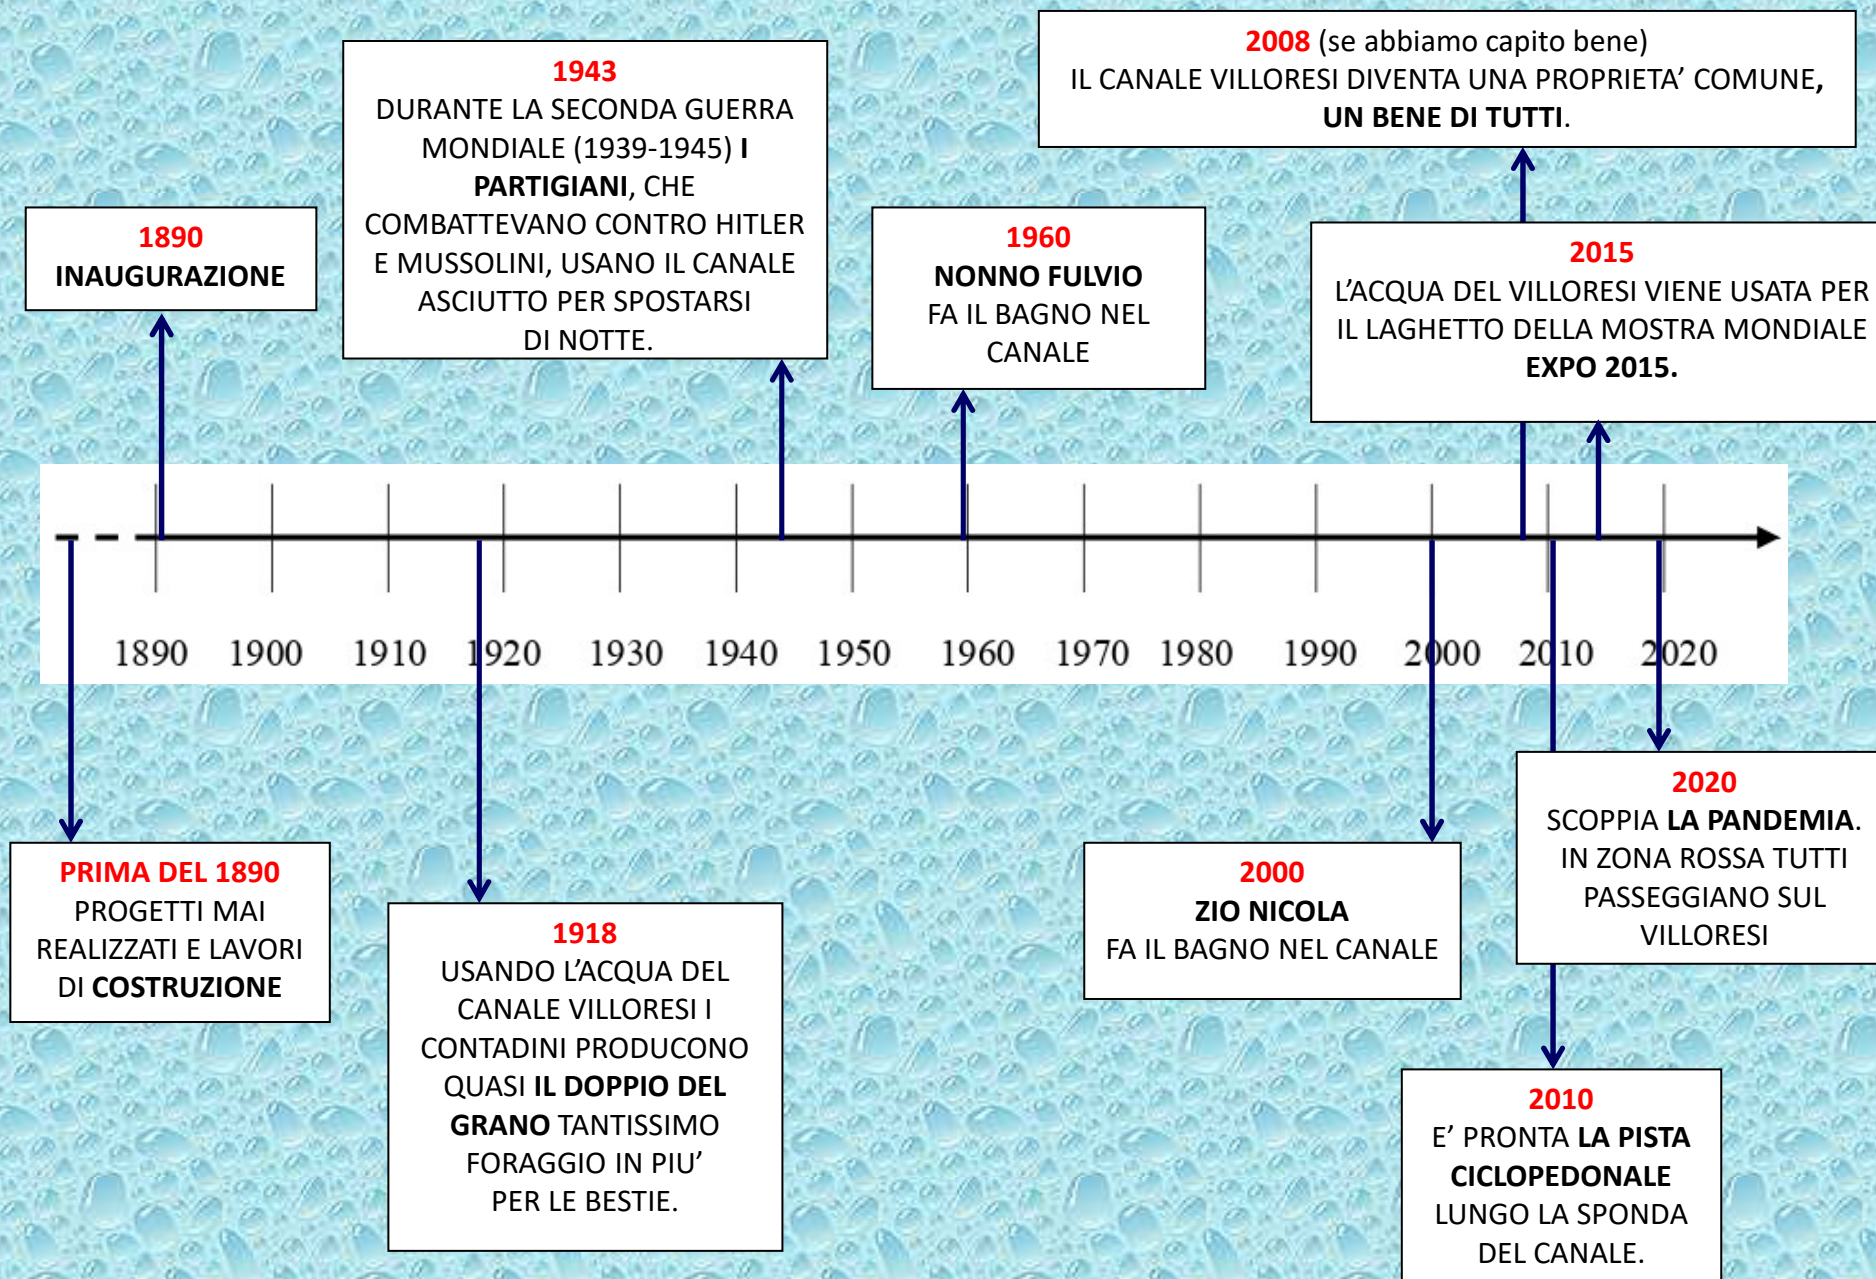 1943
DURANTE LA SECONDA GUERRA
MONDIALE (1939-1945) I
PARTIGIANI, CHE
COMBATTEVANO CONTRO HITLER
E MUSSOLINI, USANO IL CANALE
ASCIUTTO PER SPOSTARSI
DI NOTTE.
2008 (se abbiamo capito bene)
IL CANALE VILLORESI DIVENTA UNA PROPRIETA’ COMUNE,
UN BENE DI TUTTI.
1890
INAUGURAZIONE
1960
NONNO FULVIO
FA IL BAGNO NEL
CANALE
2015
L’ACQUA DEL VILLORESI VIENE USATA PER
IL LAGHETTO DELLA MOSTRA MONDIALE
EXPO 2015.
1890 1900 1910 1920 1930 1940 1950 1960 1970 1980 1990 2000 2010 2020
PRIMA DEL 1890
PROGETTI MAI
REALIZZATI E LAVORI
DI COSTRUZIONE
1918
USANDO L’ACQUA DEL
CANALE VILLORESI I
CONTADINI PRODUCONO
QUASI IL DOPPIO DEL
GRANO TANTISSIMO
FORAGGIO IN PIU’
PER LE BESTIE.
2000
ZIO NICOLA
FA IL BAGNO NEL CANALE
2020
SCOPPIA LA PANDEMIA.
IN ZONA ROSSA TUTTI
PASSEGGIANO SUL
VILLORESI
2010
E’ PRONTA LA PISTA
CICLOPEDONALE
LUNGO LA SPONDA
DEL CANALE.